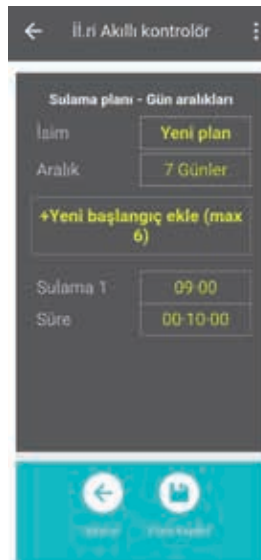 İl.ri Akıllı kontrolör
Sulama planı - Gün aralıkları
İsim Yeni plan
Aralık 7 Günler
+Yeni başlangıç ekle (max
6)
Sulama 1 09-00
Süre 00-10-00